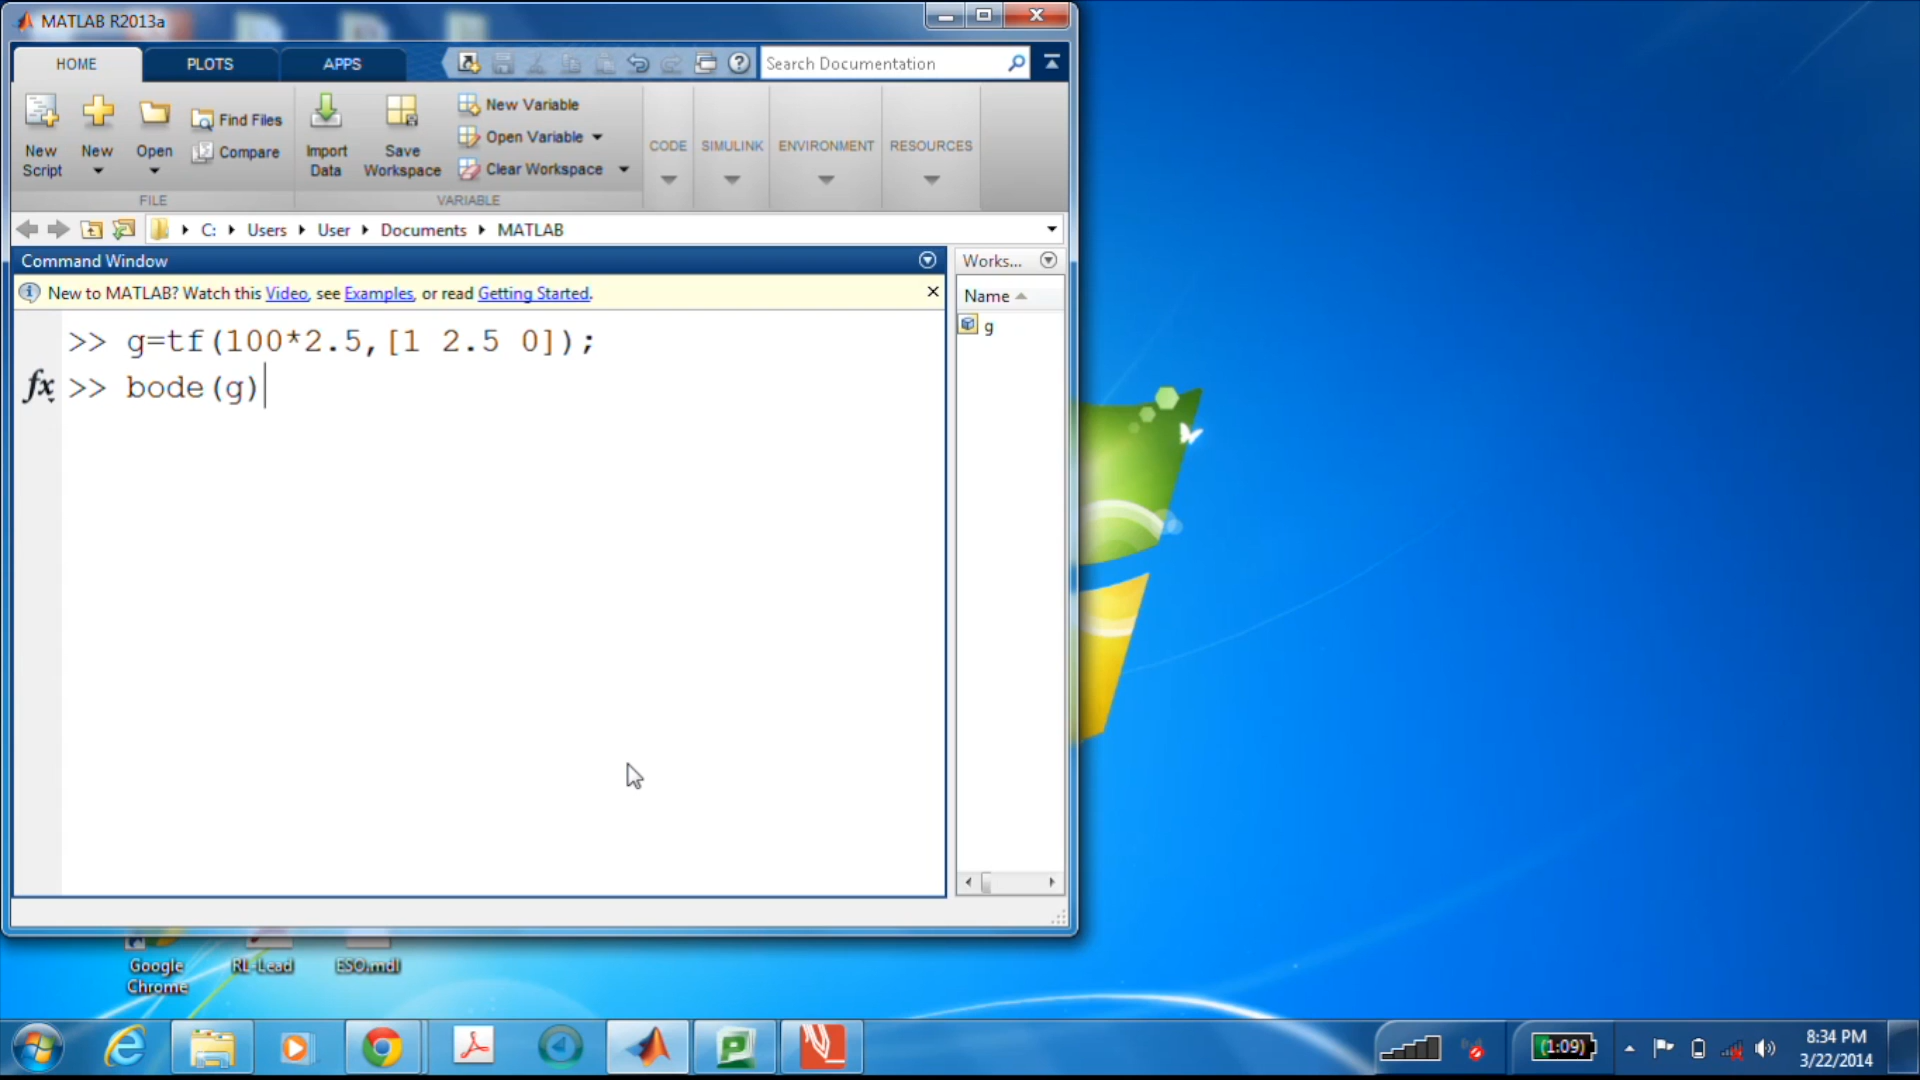 MATLAB R2013a
HOME PLOTS APPS Search Documentation
New Script
New
Open
Find Files
Compare
FILE
Import Data
Save Workspace
New Variable
Open Variable
Clear Workspace
VARIABLE
CODE
SIMULINK
ENVIRONMENT
RESOURCES
C: Users User Documents MATLAB
Command Window
New to MATLAB? Watch this Video, see Examples, or read Getting Started.
>> g=tf(100*2.5,[1 2.5 0]);
fx >> bode(g)
Works...
Name
g
Google Chrome
RL-Lead
ESO.mdl
(1:09)
8:34 PM
3/22/2014